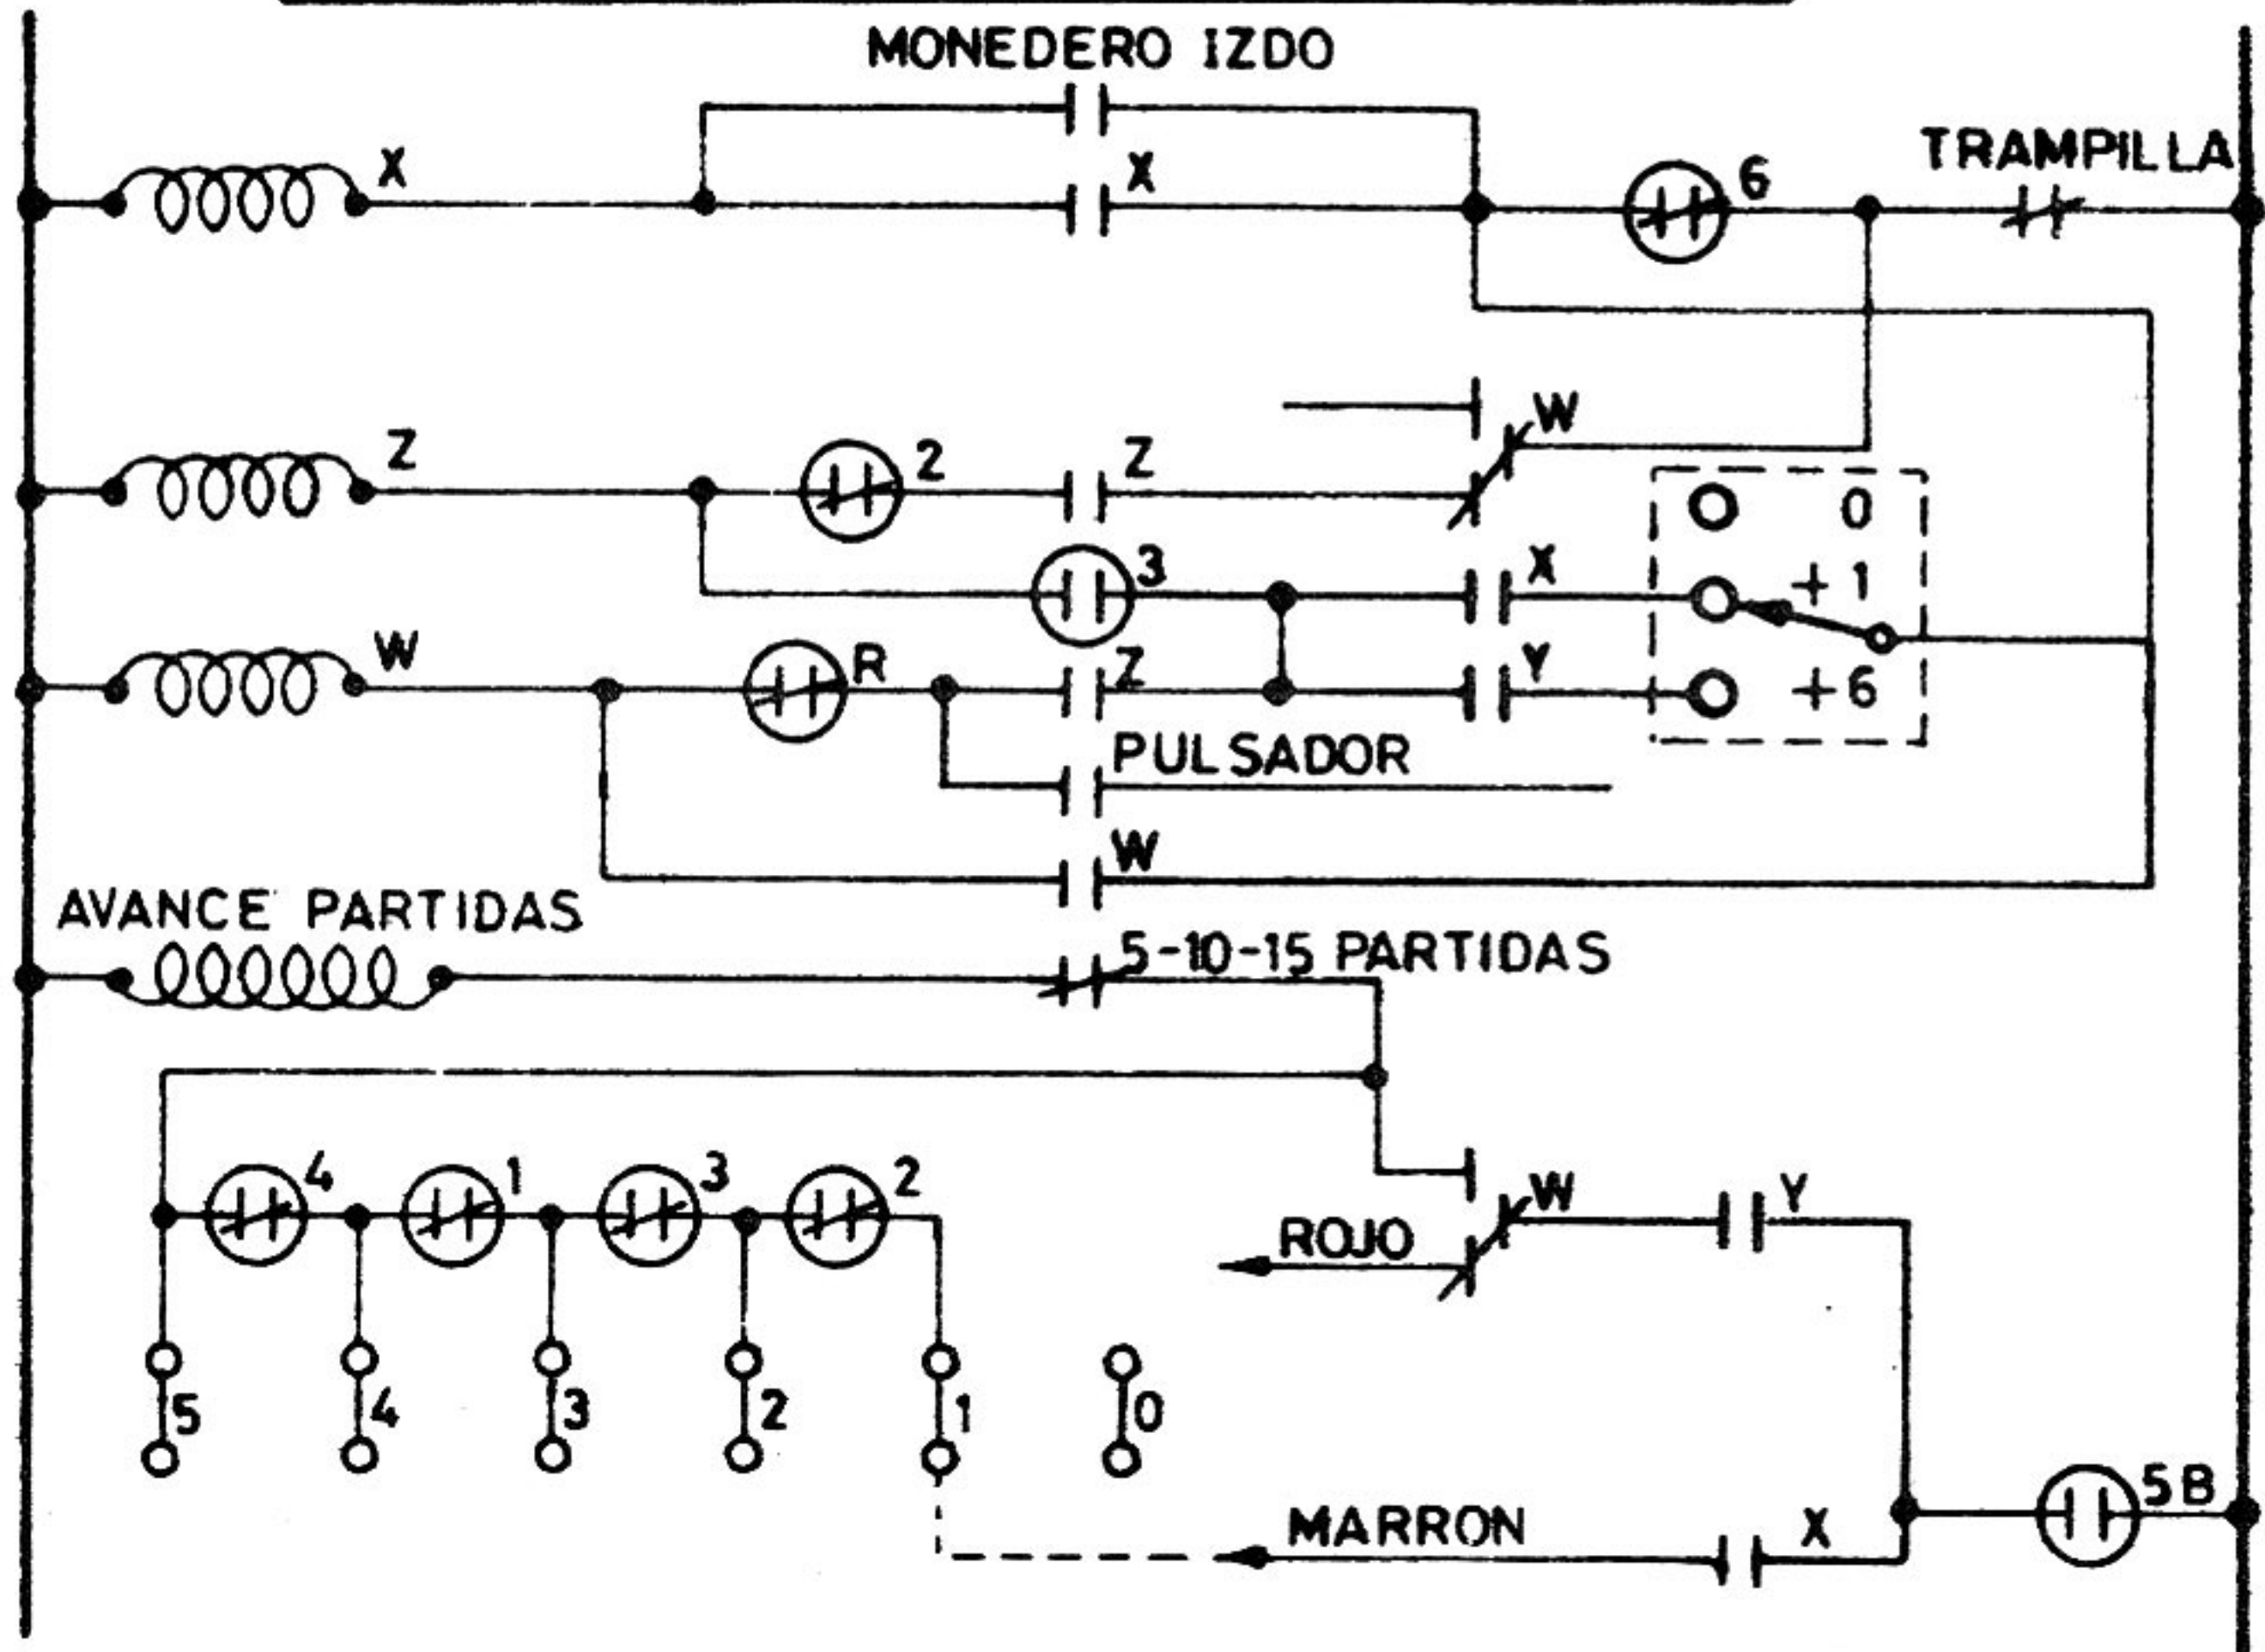 MONEDERO IZDO
TRAMPILLA
X
X
6
Z
2
Z
W
0
3
X
+1
W
R
Z
Y
+6
PULSADOR
W
AVANCE PARTIDAS
5-10-15 PARTIDAS
4
1
3
2
W
Y
ROJO
5
4
3
2
1
0
MARRON
X
5B